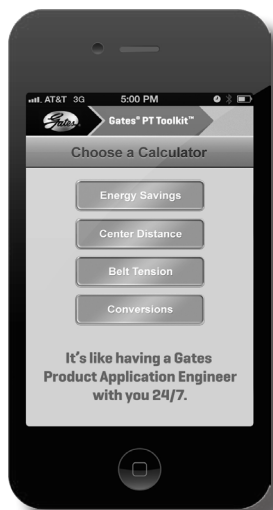 AT&T 3G 5:00 PM
Gates Gates® PT Toolkit™
Choose a Calculator
Energy Savings
Center Distance
Belt Tension
Conversions
It's like having a Gates
Product Application Engineer
with you 24/7.